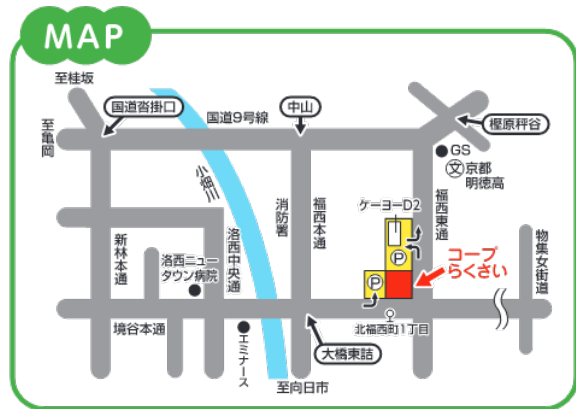 MAP
至桂坂
国道沓掛口
国道9号線
中山
樫原秤谷
至亀岡
GS
文 京都
明徳高
小畑川
消防署
福西本通
ケーヨーD2
福西東通
新林本通
洛西ニュー
タウン病院
洛西中央通
P
P
コープ
らくさい
物集女街道
境谷本通
エミナース
北福西町1丁目
大橋東詰
至向日市